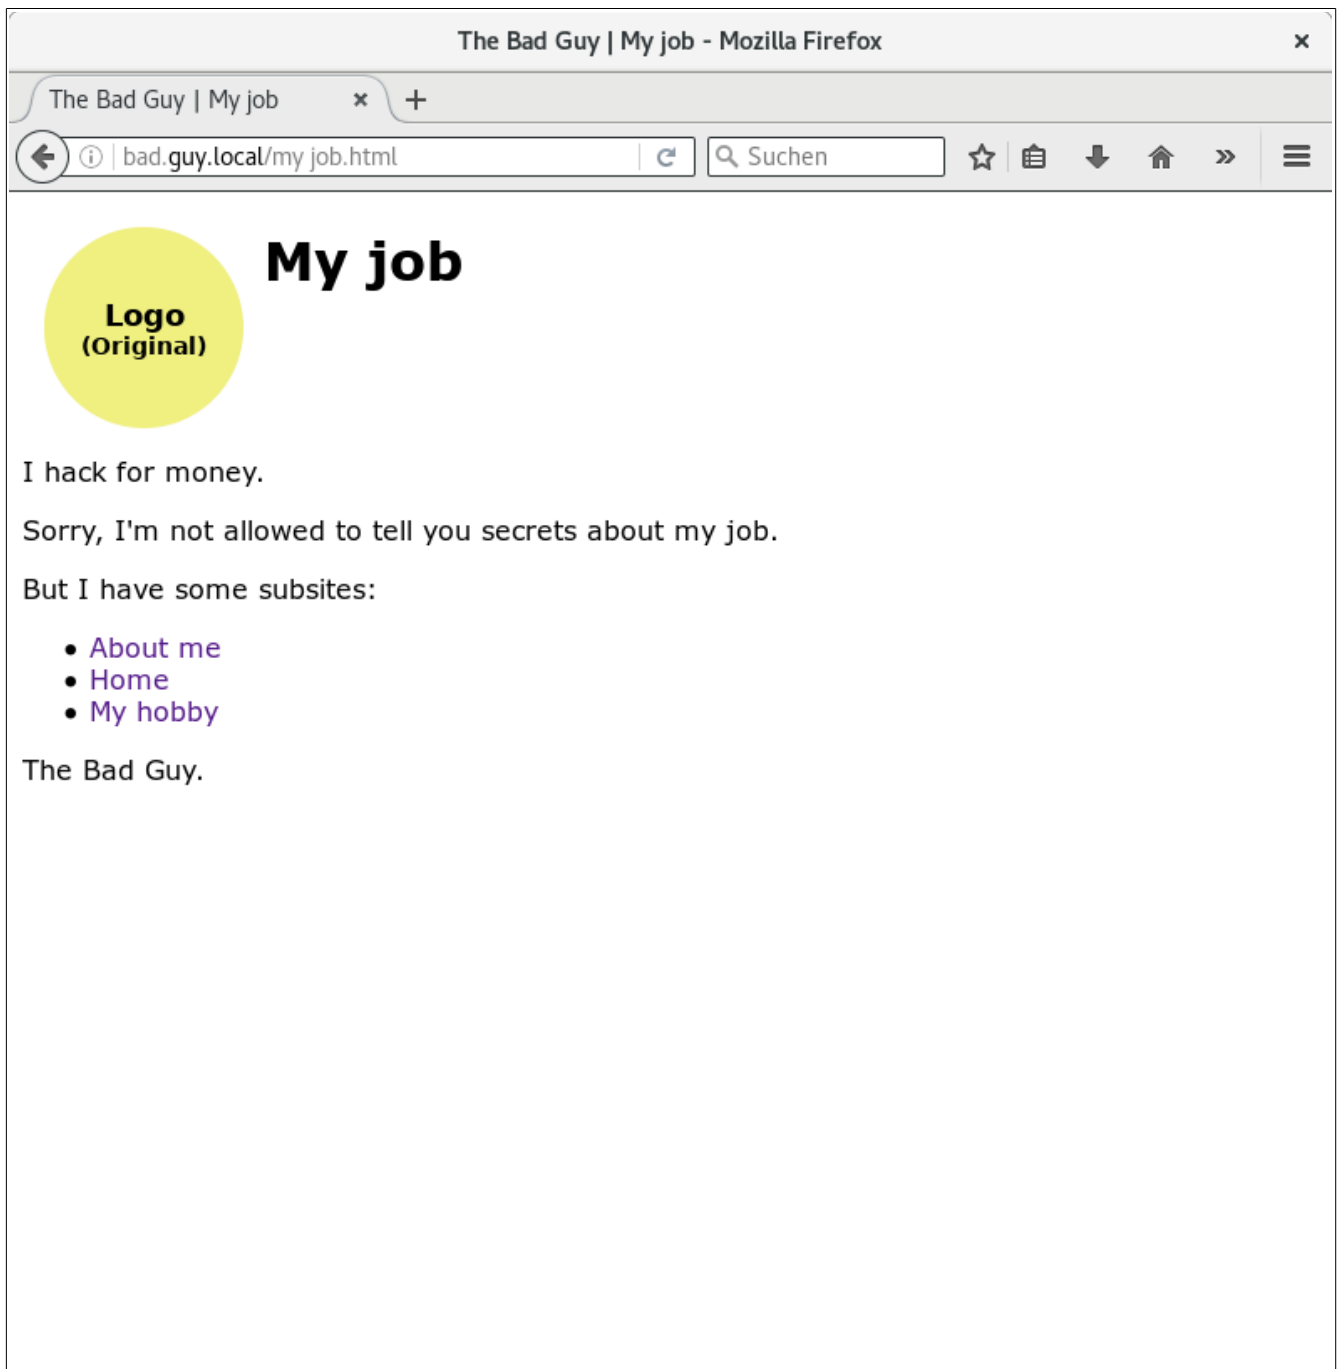 The Bad Guy | My job - Mozilla Firefox
The Bad Guy | My job
bad.guy.local/my job.html
Suchen
My job
Logo
(Original)
I hack for money.
Sorry, I'm not allowed to tell you secrets about my job.
But I have some subsites:
About me
Home
My hobby
The Bad Guy.